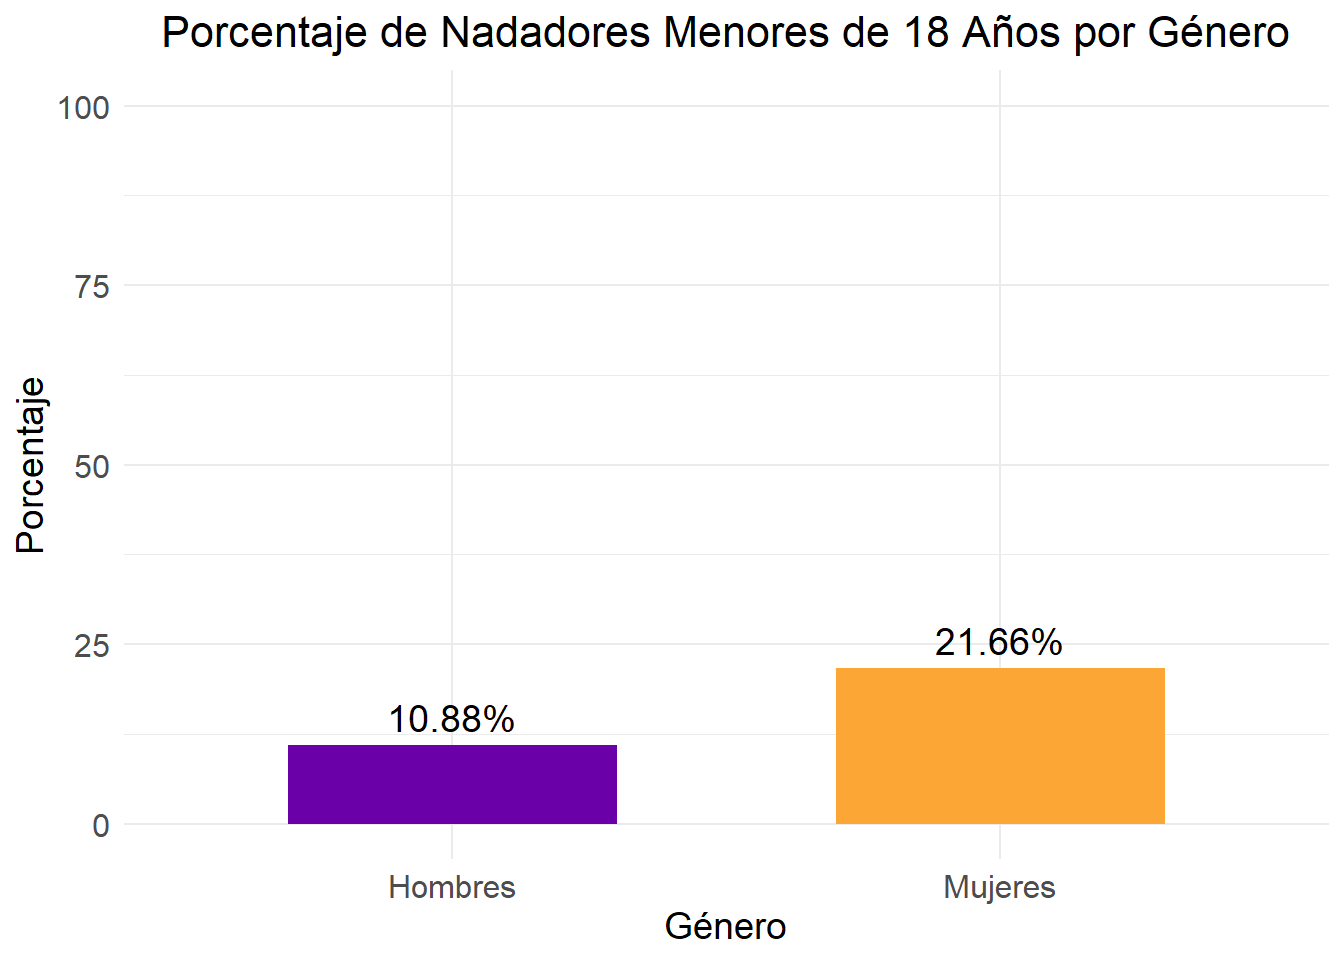 Porcentaje de Nadadores Menores de 18 Años por Género
100
75
50
25
0
Porcentaje
10.88%
21.66%
Hombres
Mujeres
Género